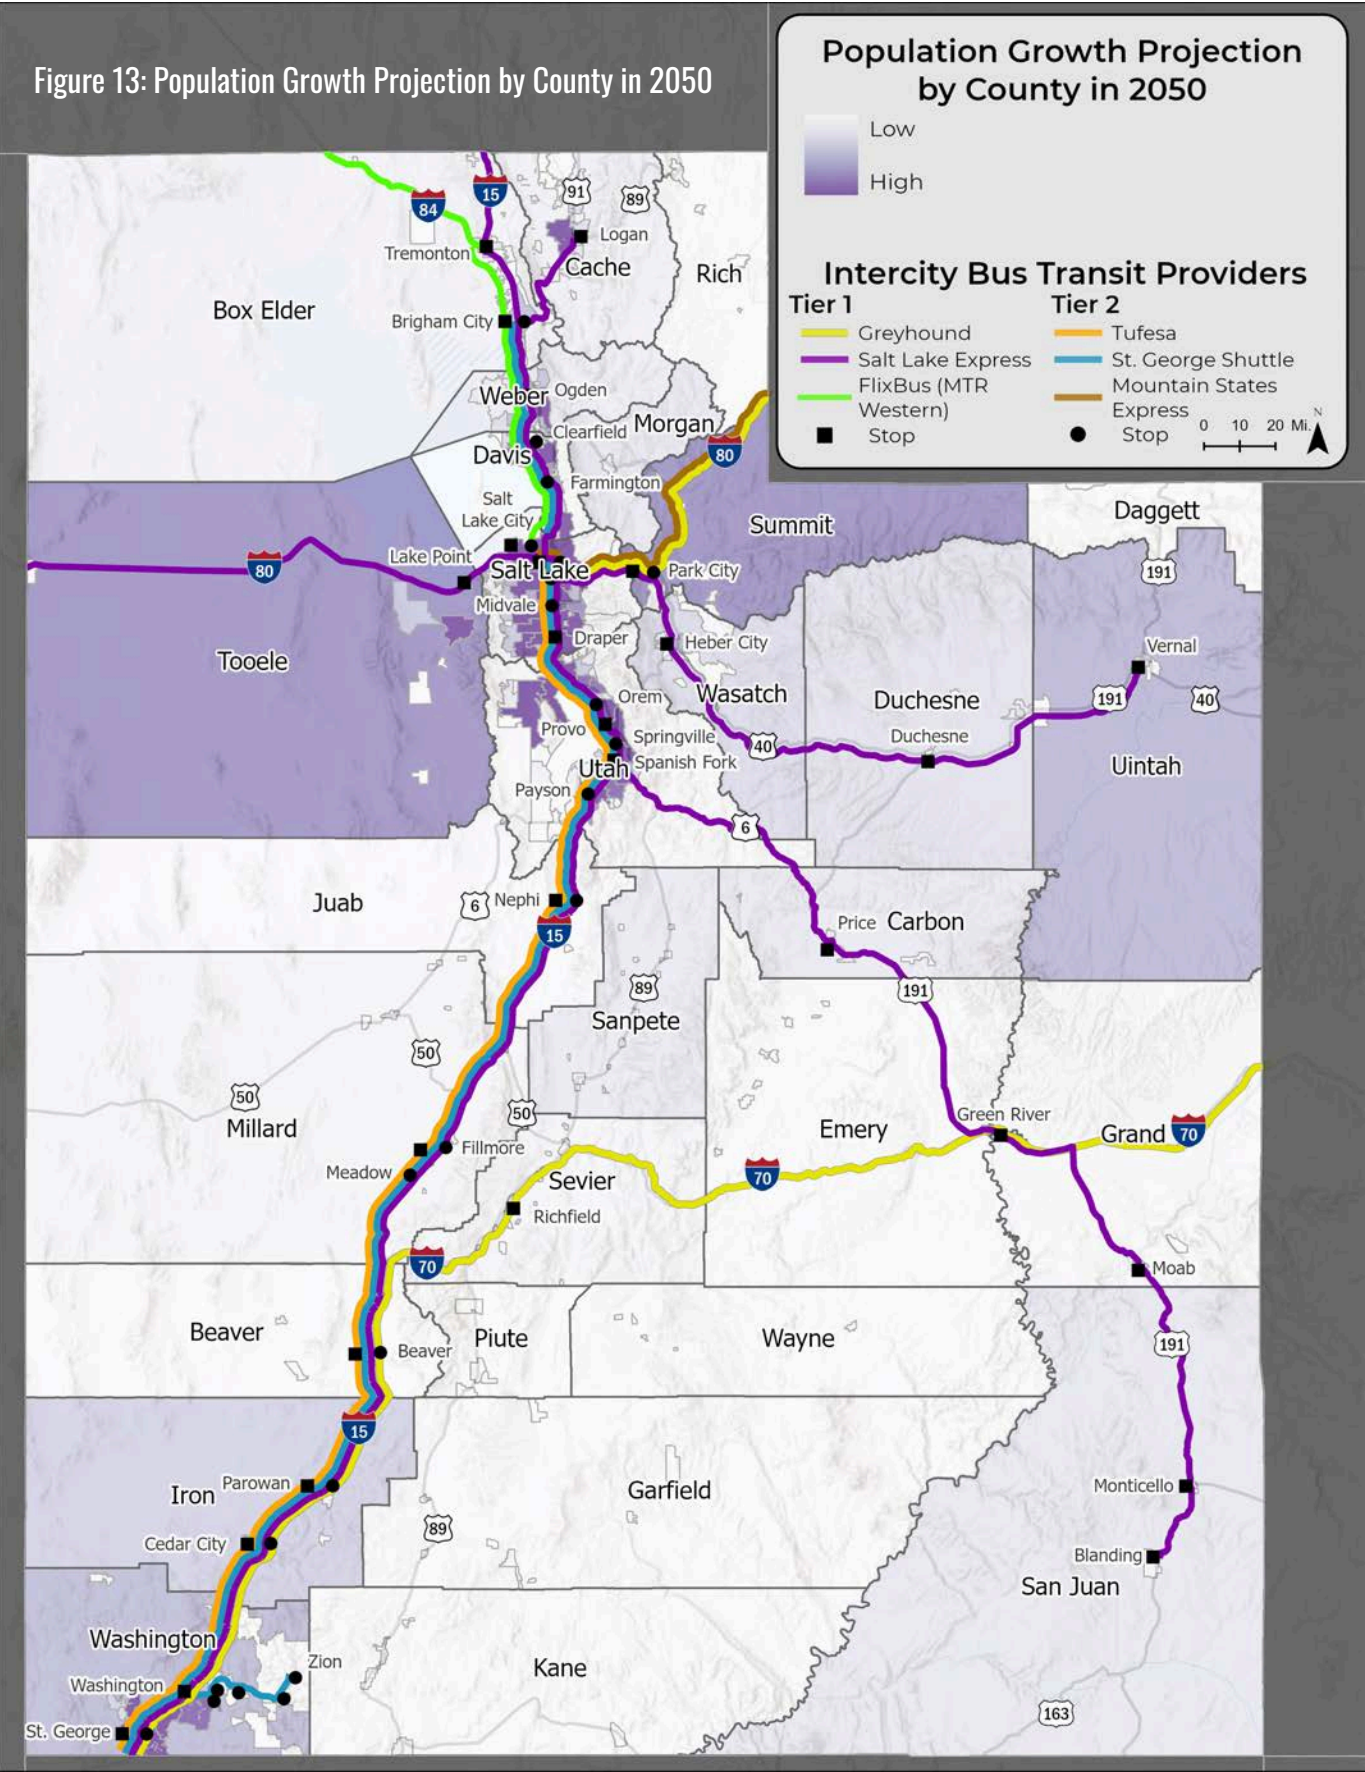 Figure 13: Population Growth Projection by County in 2050
Population Growth Projection
by County in 2050
Low
High
Intercity Bus Transit Providers
Tier 1
Greyhound
Salt Lake Express
FlixBus (MTR
Western)
Stop
Tier 2
Tufesa
St. George Shuttle
Mountain States
Express
Stop
0 10 20 Mi.
N
84
15
91
89
Logan
Tremonton
Cache
Rich
Box Elder
Brigham City
Weber
Ogden
Clearfield
Morgan
Davis
80
Farmington
Salt
Lake City
Summit
Daggett
Lake Point
80
Salt Lake
Park City
191
Midvale
Draper
Heber City
Vernal
Tooele
Orem
Wasatch
Duchesne
191
40
Provo
Springville
Duchesne
40
Spanish Fork
Utah
Uintah
Payson
6
Juab
6
Nephi
15
Price
Carbon
89
191
Sanpete
50
50
Millard
50
Green River
Emery
Grand
70
Fillmore
Meadow
70
Sevier
Richfield
70
Moab
Beaver
Beaver
Piute
Wayne
191
15
Iron
Parowan
Garfield
Monticello
89
Cedar City
Blanding
San Juan
Washington
Zion
Kane
Washington
163
St. George